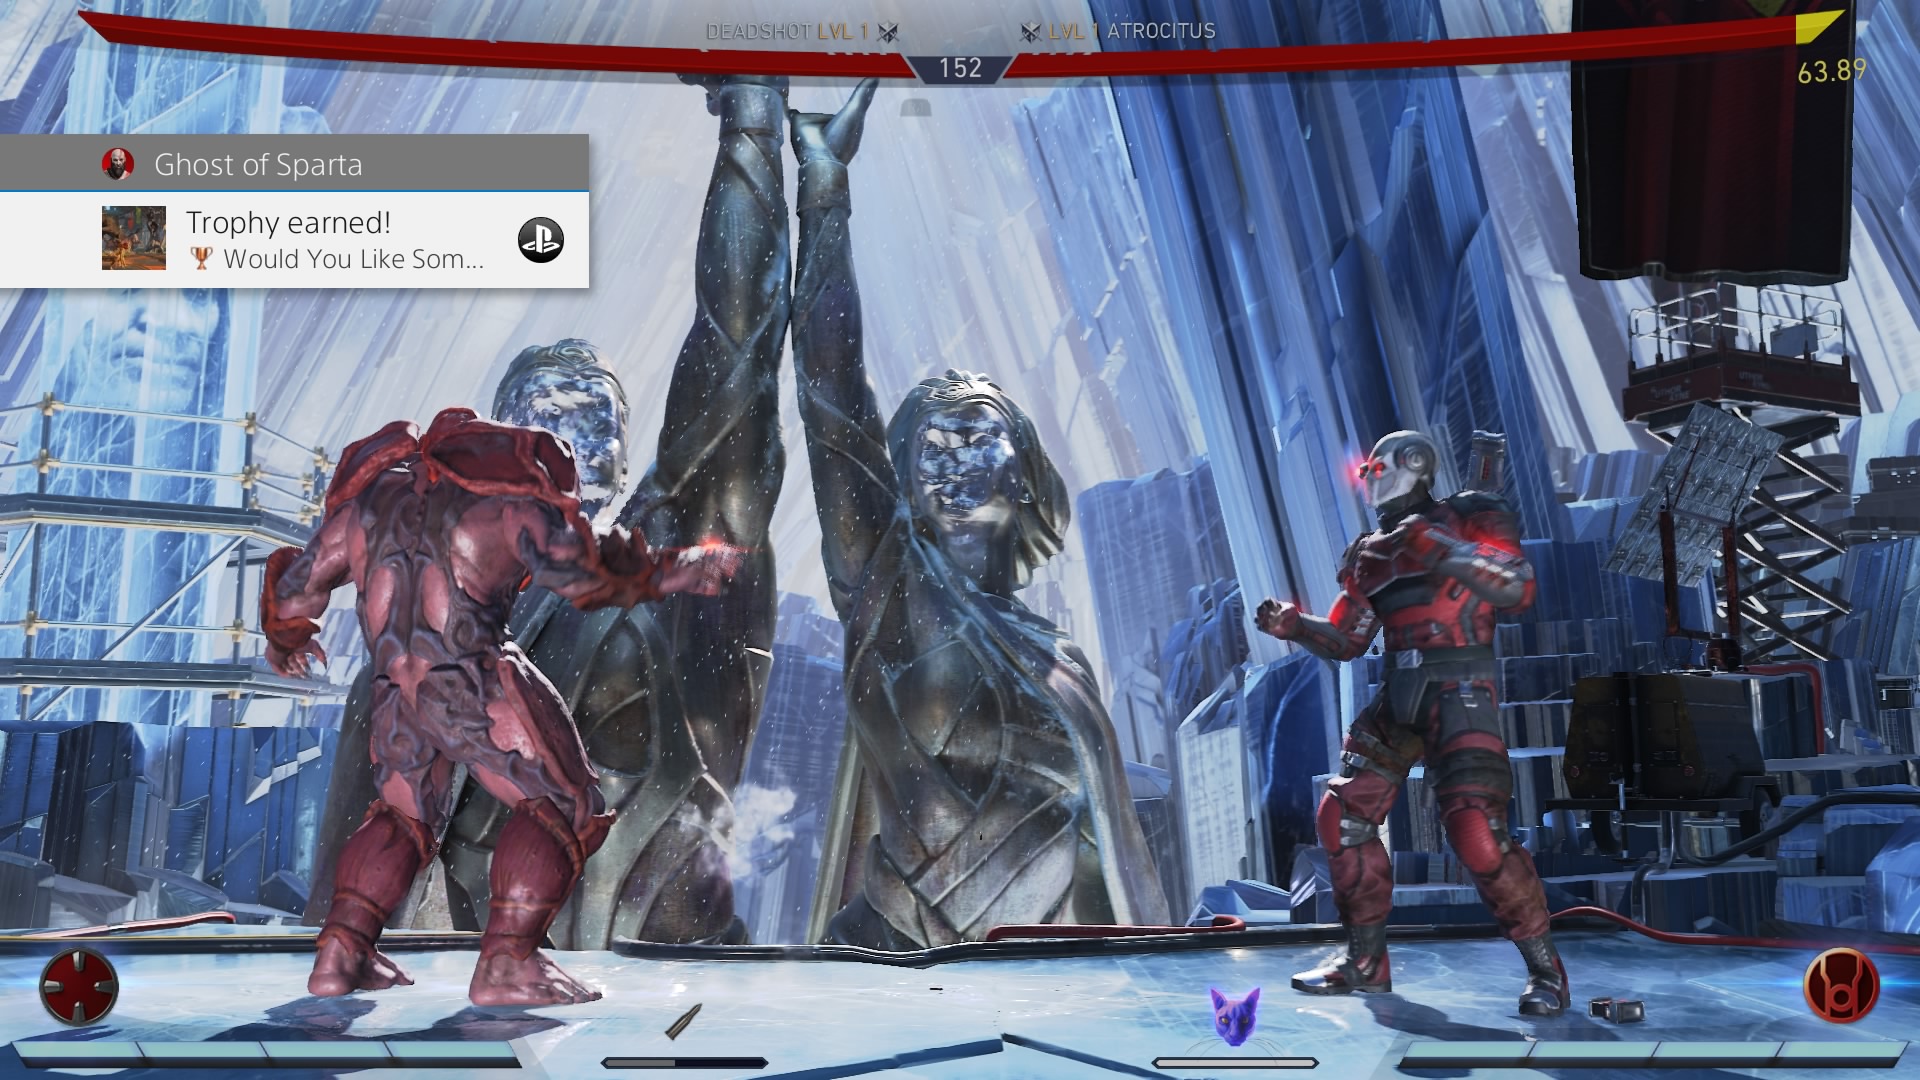 DEADSHOT LVL 1
LVL 1 ATROCITUS
152
63.89
Ghost of Sparta
Trophy earned!
Would You Like Som...